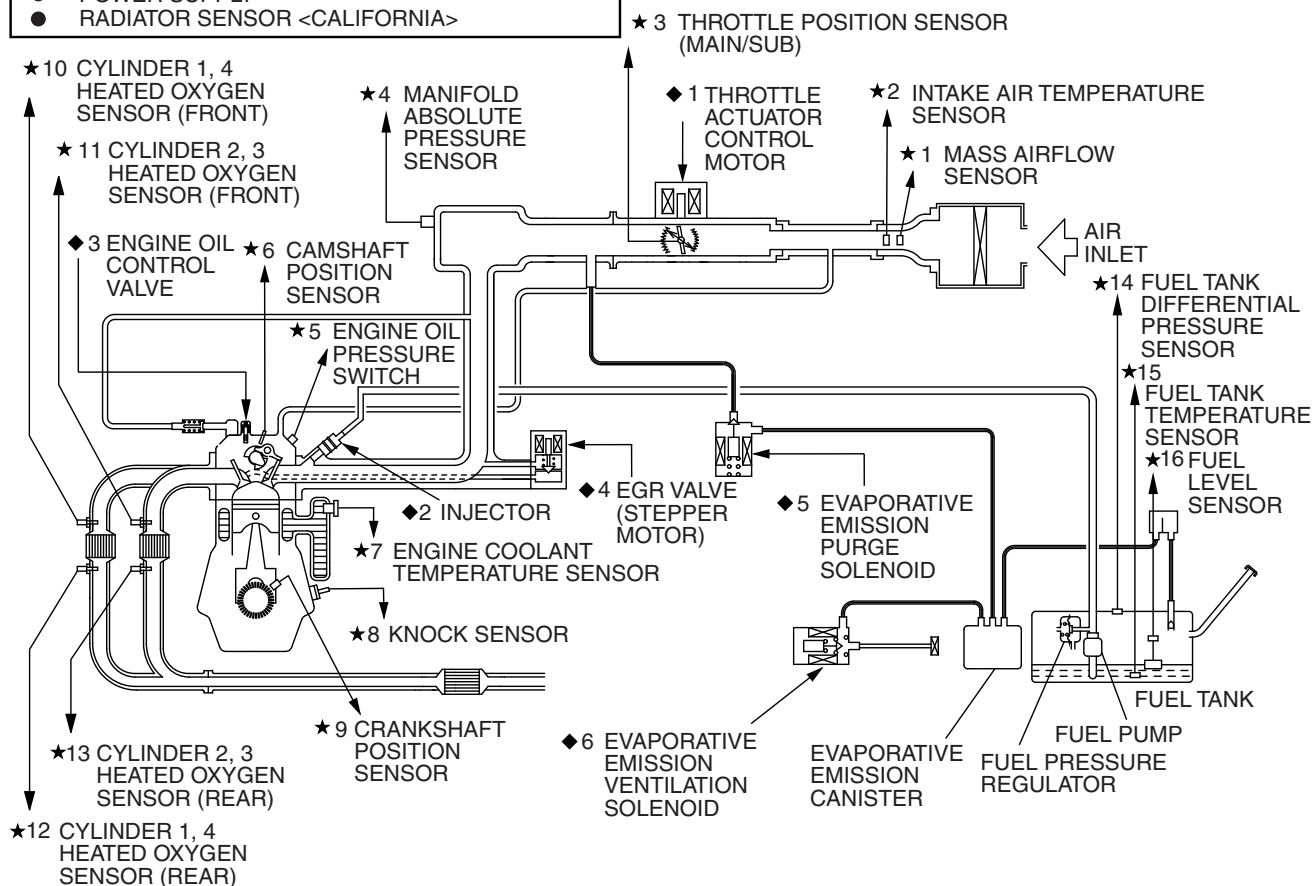 ● POWER SUPPLY
● RADIATOR SENSOR <CALIFORNIA>
★3 THROTTLE POSITION SENSOR
(MAIN/SUB)
★10 CYLINDER 1, 4
HEATED OXYGEN
SENSOR (FRONT)
★4 MANIFOLD
ABSOLUTE
PRESSURE
SENSOR
◆1 THROTTLE
ACTUATOR
CONTROL
MOTOR
★2 INTAKE AIR TEMPERATURE
SENSOR
★1 MASS AIRFLOW
SENSOR
★11 CYLINDER 2, 3
HEATED OXYGEN
SENSOR (FRONT)
◆3 ENGINE OIL
CONTROL
VALVE
★6 CAMSHAFT
POSITION
SENSOR
AIR
INLET
★14 FUEL TANK
DIFFERENTIAL
PRESSURE
SENSOR
★5 ENGINE OIL
PRESSURE
SWITCH
★15
FUEL TANK
TEMPERATURE
SENSOR
★16 FUEL
LEVEL
SENSOR
◆4 EGR VALVE
(STEPPER
MOTOR)
◆5 EVAPORATIVE
EMISSION
PURGE
SOLENOID
◆2 INJECTOR
★7 ENGINE COOLANT
TEMPERATURE SENSOR
★8 KNOCK SENSOR
FUEL TANK
★9 CRANKSHAFT
POSITION
SENSOR
◆6 EVAPORATIVE
EMISSION
VENTILATION
SOLENOID
EVAPORATIVE
EMISSION
CANISTER
FUEL PUMP
FUEL PRESSURE
REGULATOR
★13 CYLINDER 2, 3
HEATED OXYGEN
SENSOR (REAR)
★12 CYLINDER 1, 4
HEATED OXYGEN
SENSOR (REAR)